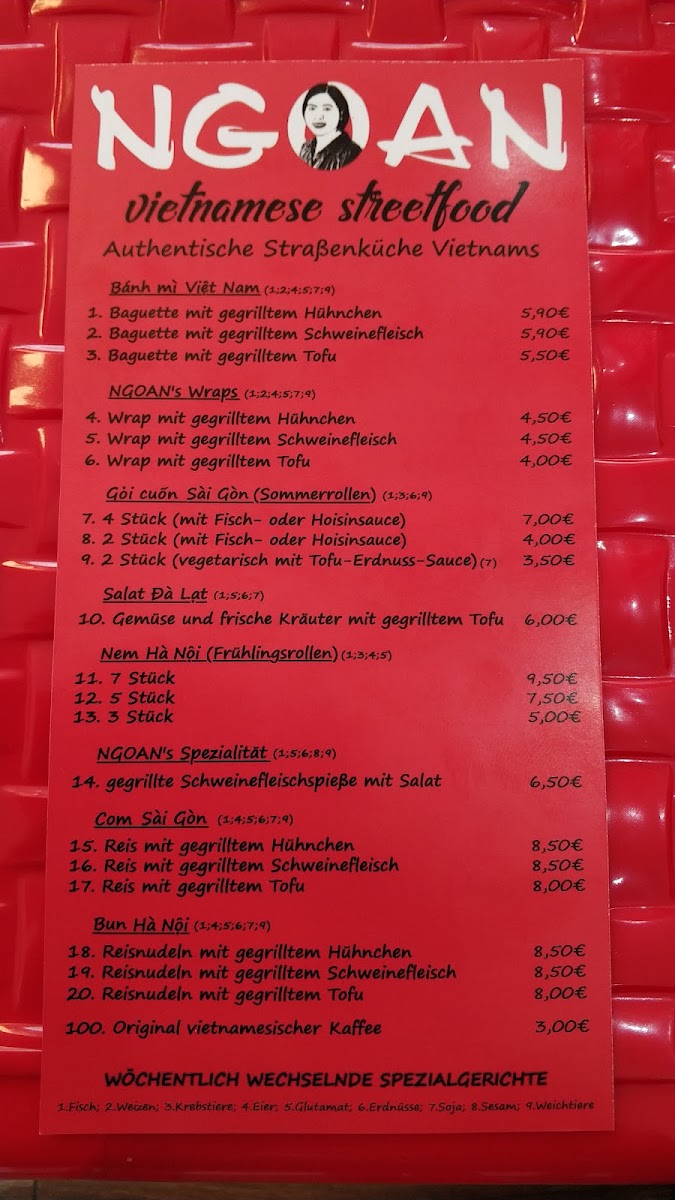 NGOAN
vietnamese streetfood
Authentische Straßenküche Vietnams
Bánh mì Việt Nam (1;2;4;5;7;9)
1. Baguette mit gegrilltem Hühnchen 5,90€
2. Baguette mit gegrilltem Schweinefleisch 5,90€
3. Baguette mit gegrilltem Tofu 5,50€
NGOAN's Wraps (1;2;4;5;7;9)
4. Wrap mit gegrilltem Hühnchen 4,50€
5. Wrap mit gegrilltem Schweinefleisch 4,50€
6. Wrap mit gegrilltem Tofu 4,00€
Gỏi cuốn Sài Gòn (Sommerrollen) (1;3;6;9)
7. 4 Stück (mit Fisch- oder Hoisinsauce) 7,00€
8. 2 Stück (mit Fisch- oder Hoisinsauce) 4,00€
9. 2 Stück (vegetarisch mit Tofu-Erdnuss-Sauce) (7) 3,50€
Salat Đà Lạt (1;5;6;7)
10. Gemüse und frische Kräuter mit gegrilltem Tofu 6,00€
Nem Hà Nội (Frühlingsrollen) (1;3;4;5)
11. 7 Stück 9,50€
12. 5 Stück 7,50€
13. 3 Stück 5,00€
NGOAN's Spezialität (1;5;6;8;9)
14. gegrillte Schweinefleischspieße mit Salat 6,50€
Com Sài Gòn (1;4;5;6;7;9)
15. Reis mit gegrilltem Hühnchen 8,50€
16. Reis mit gegrilltem Schweinefleisch 8,50€
17. Reis mit gegrilltem Tofu 8,00€
Bun Hà Nội (1;4;5;6;7;9)
18. Reisnudeln mit gegrilltem Hühnchen 8,50€
19. Reisnudeln mit gegrilltem Schweinefleisch 8,50€
20. Reisnudeln mit gegrilltem Tofu 8,00€
100. Original vietnamesischer Kaffee 3,00€
WÖCHENTLICH WECHSELNDE SPEZIALGERICHTE
1.Fisch; 2.Weizen; 3.Krebstiere; 4.Eier; 5.Glutamat; 6.Erdnüsse; 7.Soja; 8.Sesam; 9.Weichtiere